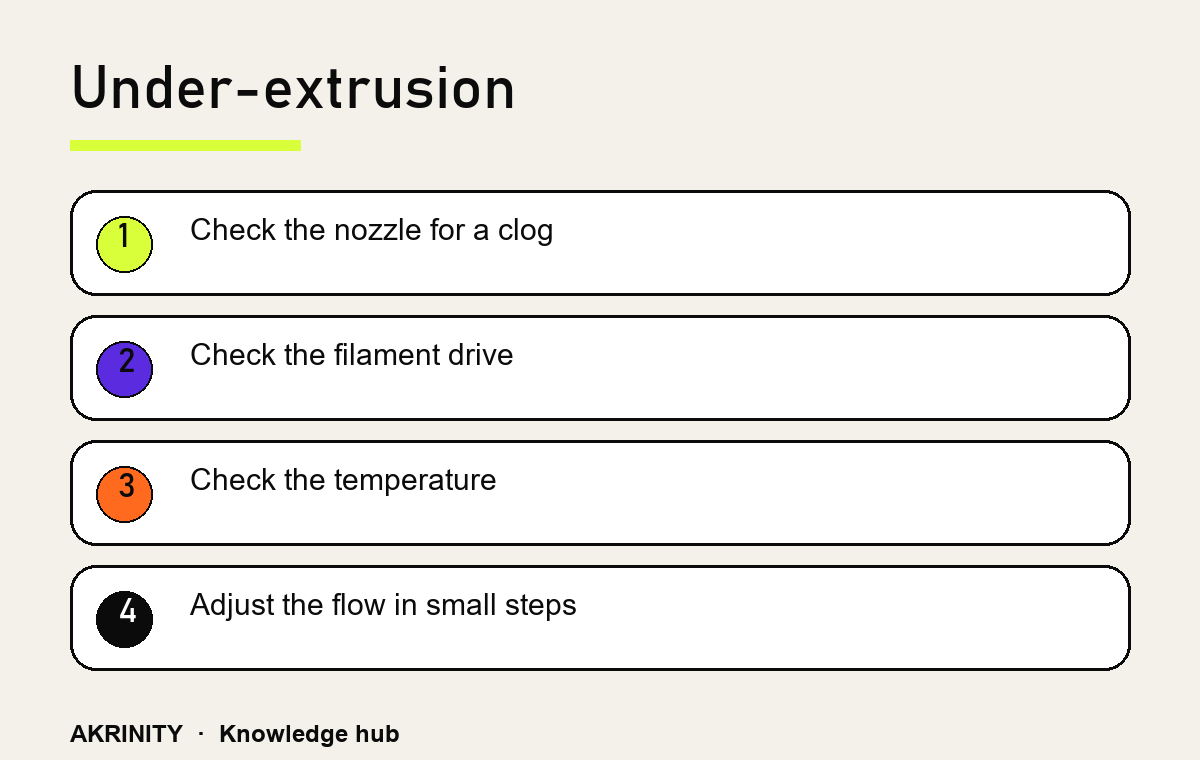 Under-extrusion
1 Check the nozzle for a clog
2 Check the filament drive
3 Check the temperature
4 Adjust the flow in small steps
AKRINITY · Knowledge hub